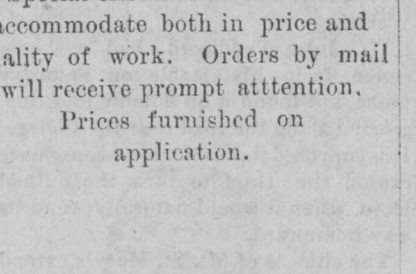 accommodate both in price and
ality of work. Orders by mail
will receive prompt atttention.
Prices furnished on
application.